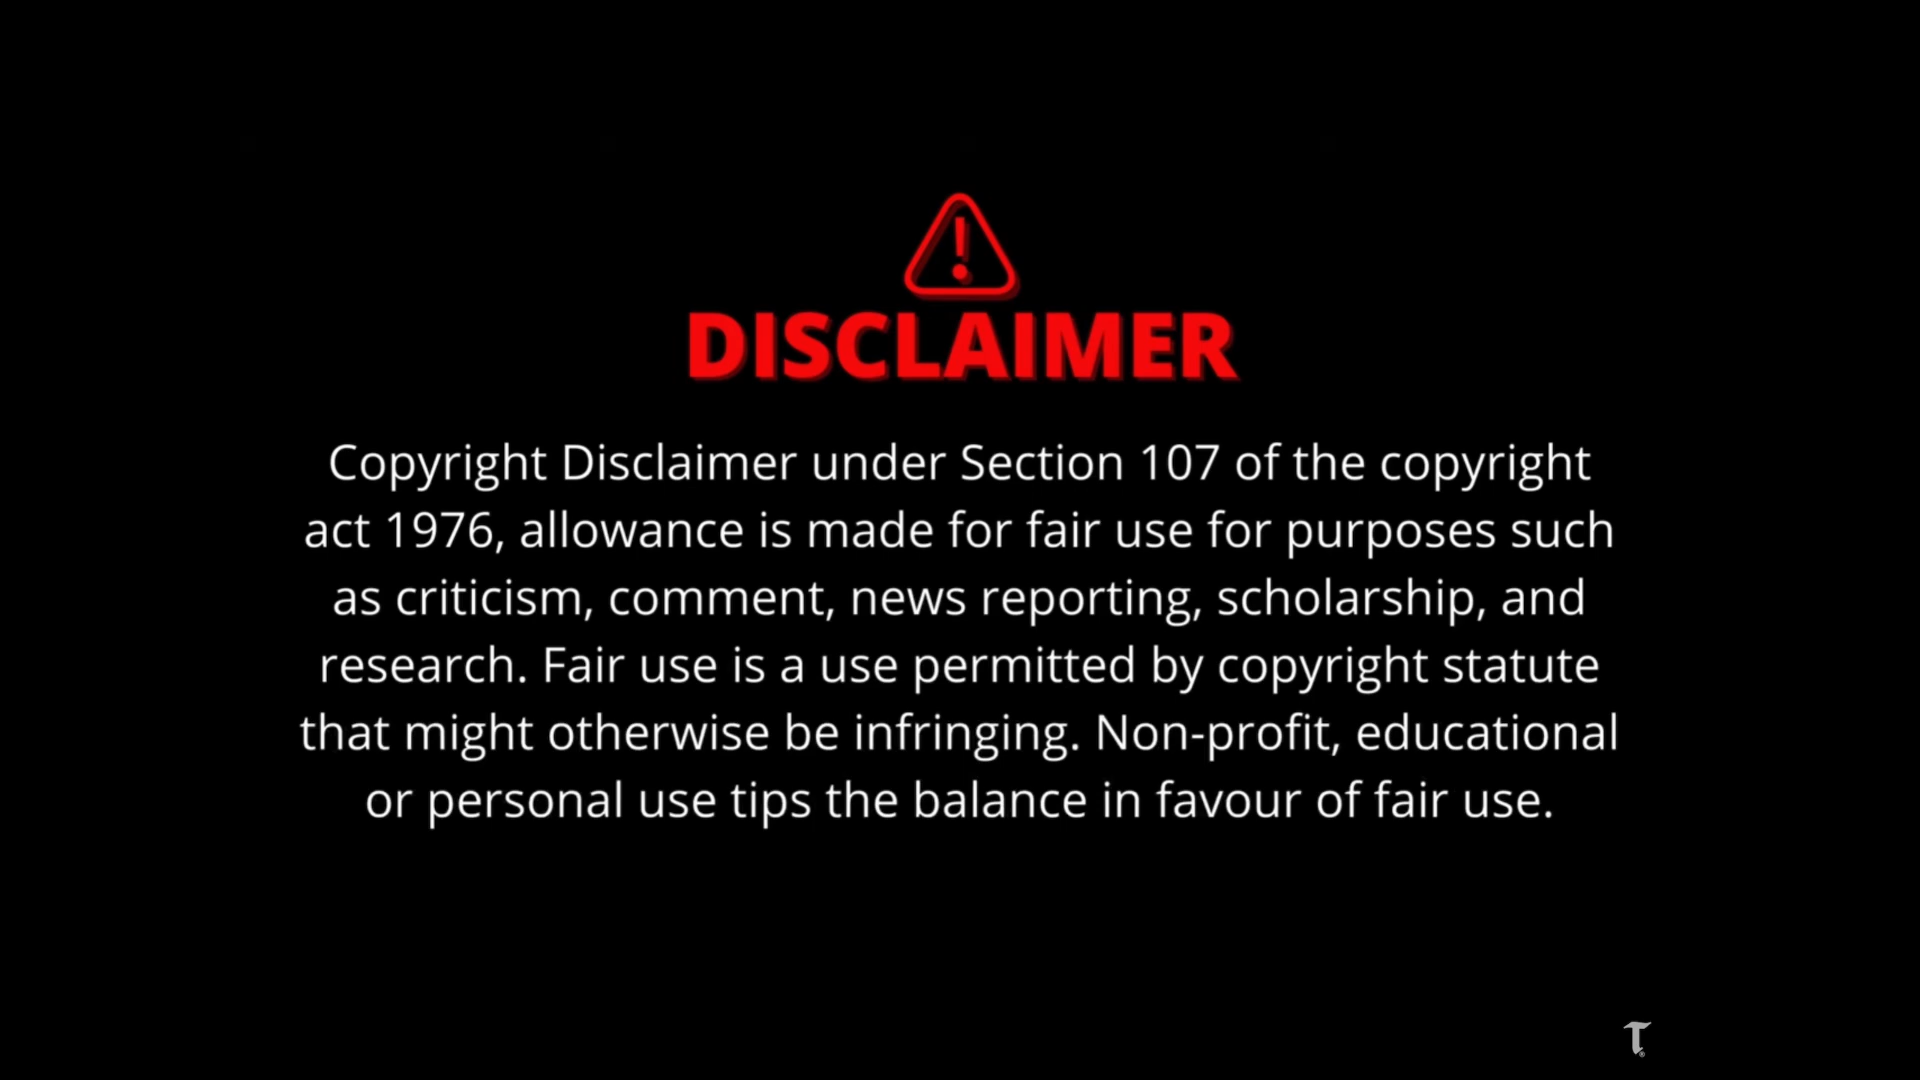 DISCLAIMER
Copyright Disclaimer under Section 107 of the copyright
act 1976, allowance is made for fair use for purposes such
as criticism, comment, news reporting, scholarship, and
research. Fair use is a use permitted by copyright statute
that might otherwise be infringing. Non-profit, educational
or personal use tips the balance in favour of fair use.
T